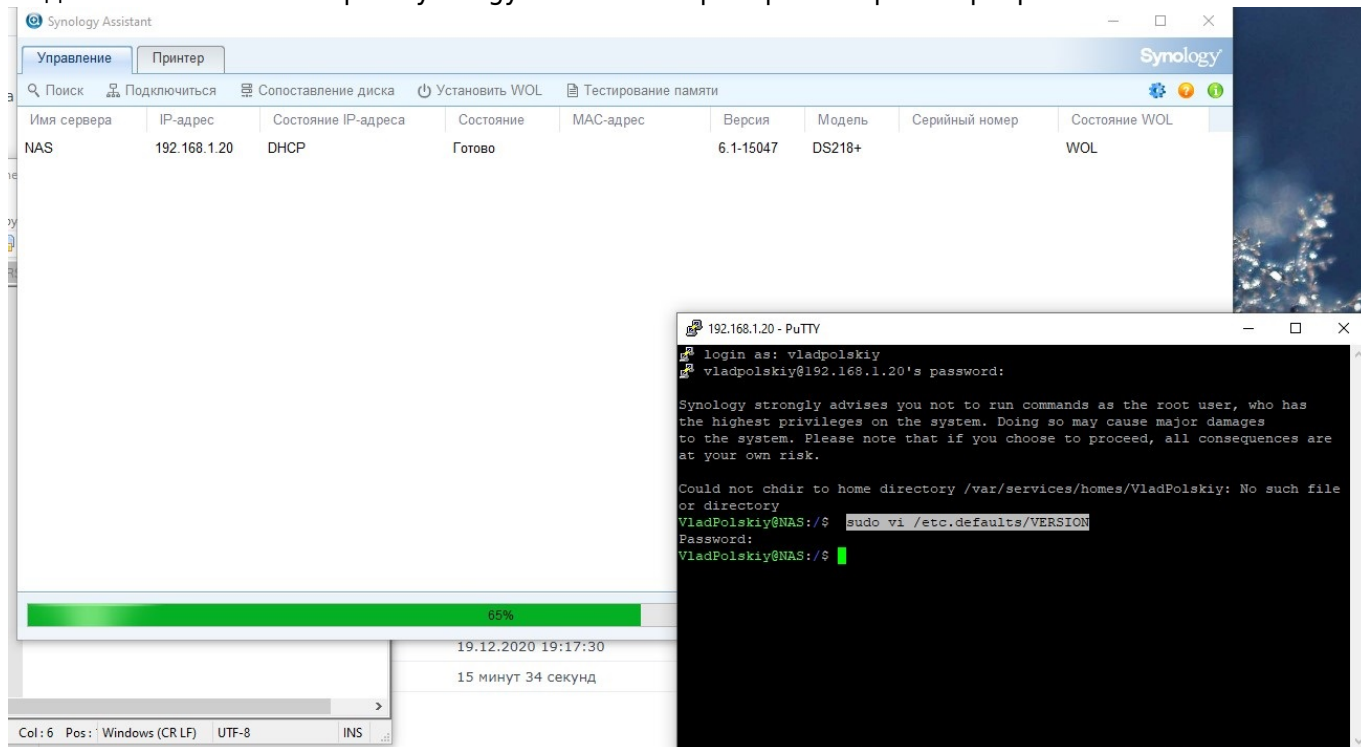 Synology Assistant
Управление Принтер Synology
Поиск Подключиться Сопоставление диска Установить WOL Тестирование памяти
Имя сервера IP-адрес Состояние IP-адреса Состояние MAC-адрес Версия Модель Серийный номер Состояние WOL
NAS 192.168.1.20 DHCP Готово 6.1-15047 DS218+ WOL
65%
192.168.1.20 - PuTTY
login as: vladpolskiy
vladpolskiy@192.168.1.20's password:
Synology strongly advises you not to run commands as the root user, who has
the highest privileges on the system. Doing so may cause major damages
to the system. Please note that if you choose to proceed, all consequences are
at your own risk.
Could not chdir to home directory /var/services/homes/VladPolskiy: No such file
or directory
VladPolskiy@NAS:/$ sudo vi /etc.defaults/VERSION
Password:
VladPolskiy@NAS:/$
19.12.2020 19:17:30
15 минут 34 секунд
Col: 6 Pos: Windows (CR LF) UTF-8 INS